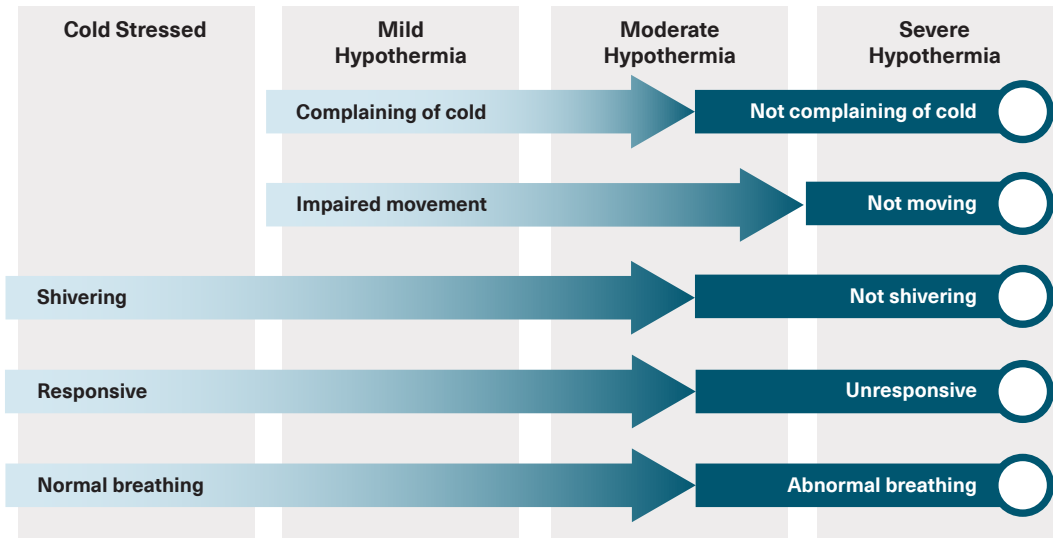 Cold Stressed
Mild
Hypothermia
Moderate
Hypothermia
Severe
Hypothermia
Complaining of cold
Not complaining of cold
Impaired movement
Not moving
Shivering
Not shivering
Responsive
Unresponsive
Normal breathing
Abnormal breathing